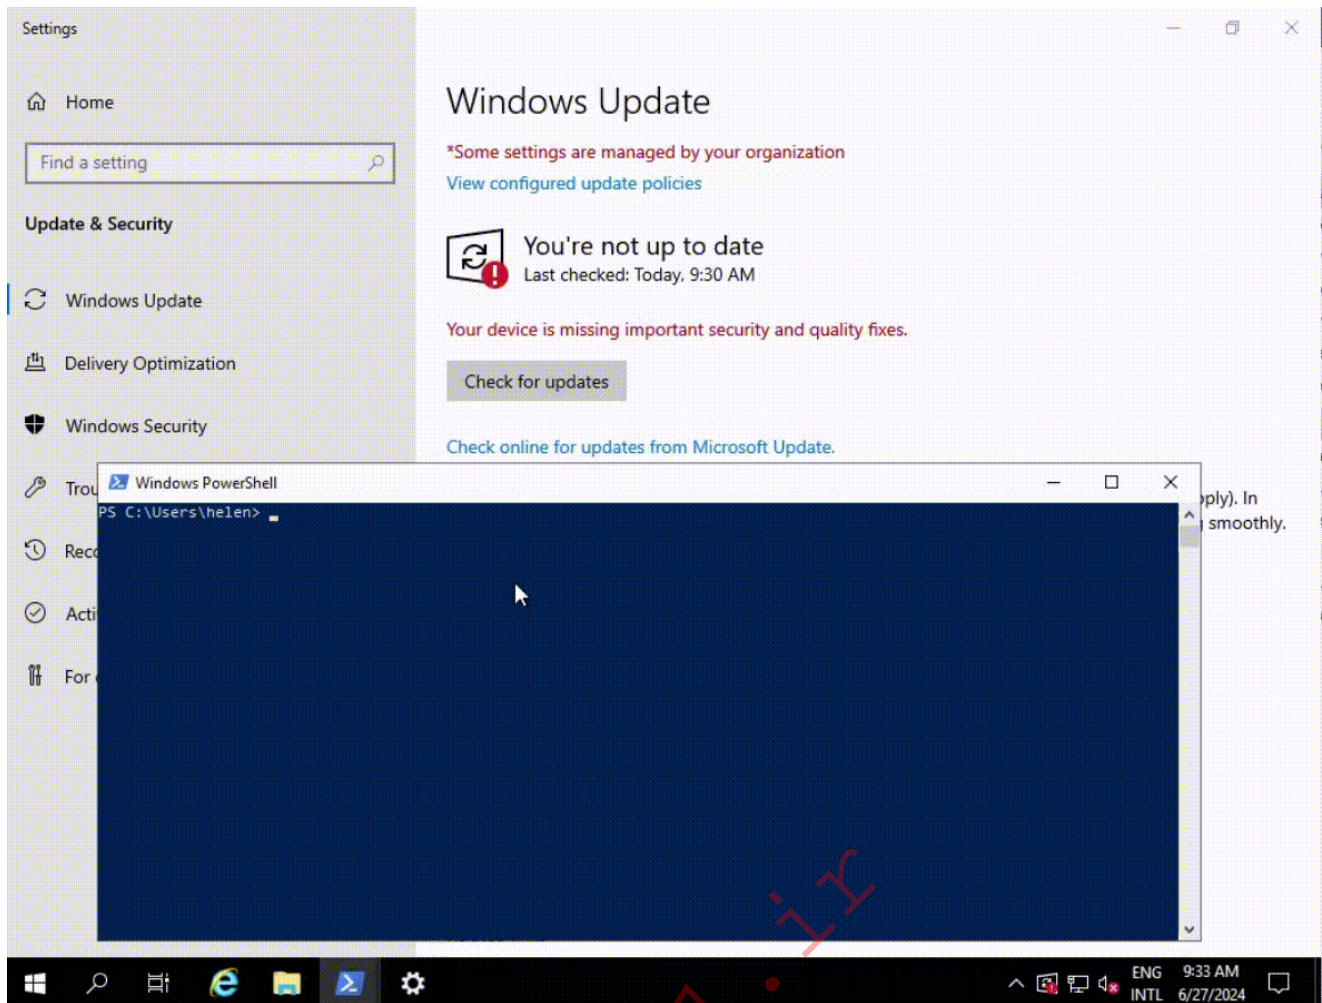 Settings
Home
Find a setting
Update & Security
Windows Update
Delivery Optimization
Windows Security
Windows Update
*Some settings are managed by your organization
View configured update policies
You're not up to date
Last checked: Today, 9:30 AM
Your device is missing important security and quality fixes.
Check for updates
Check online for updates from Microsoft Update.
In
smoothly.
For
Windows PowerShell
PS C:\Users\helen>
ENG
INTL
9:33 AM
6/27/2024
.ir